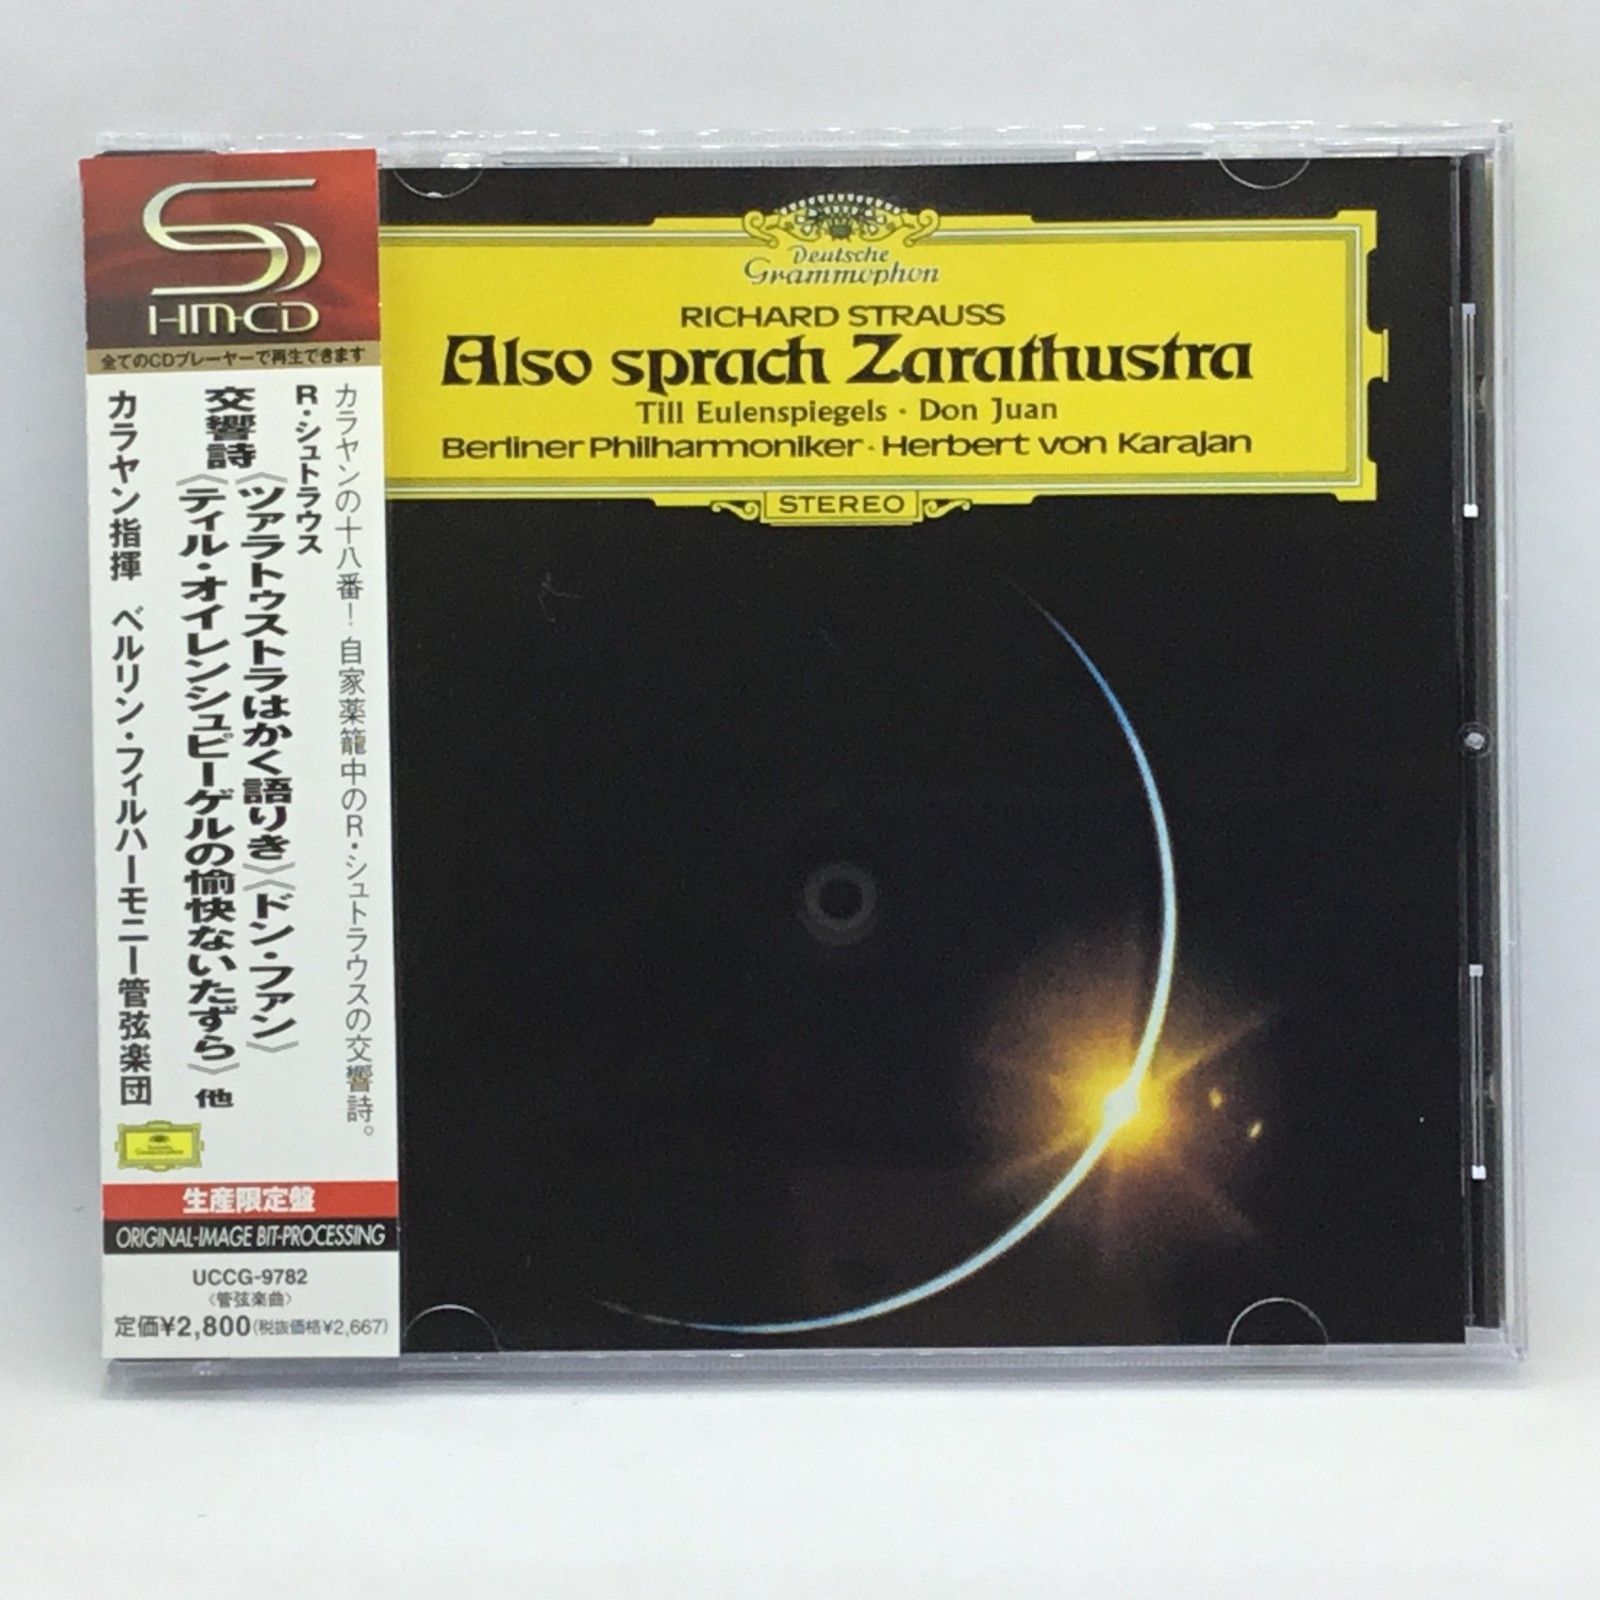 SHM-CD
全てのCDプレーヤーで再生できます
カラヤンの十八番！ 自家薬籠中のR・シュトラウスの交響詩。
R・シュトラウス
交響詩《ツァラトゥストラはかく語りき》《ドン・ファン》
《ティル・オイレンシュピーゲルの愉快ないたずら》 他
カラヤン指揮 ベルリン・フィルハーモニー管弦楽団
生産限定盤
ORIGINAL-IMAGE BIT-PROCESSING
UCCG-9782
〈管弦楽曲〉
定価¥2,800(税抜価格¥2,667)
Deutsche
Grammophon
RICHARD STRAUSS
Also sprach Zarathustra
Till Eulenspiegels · Don Juan
Berliner Philharmoniker · Herbert von Karajan
STEREO